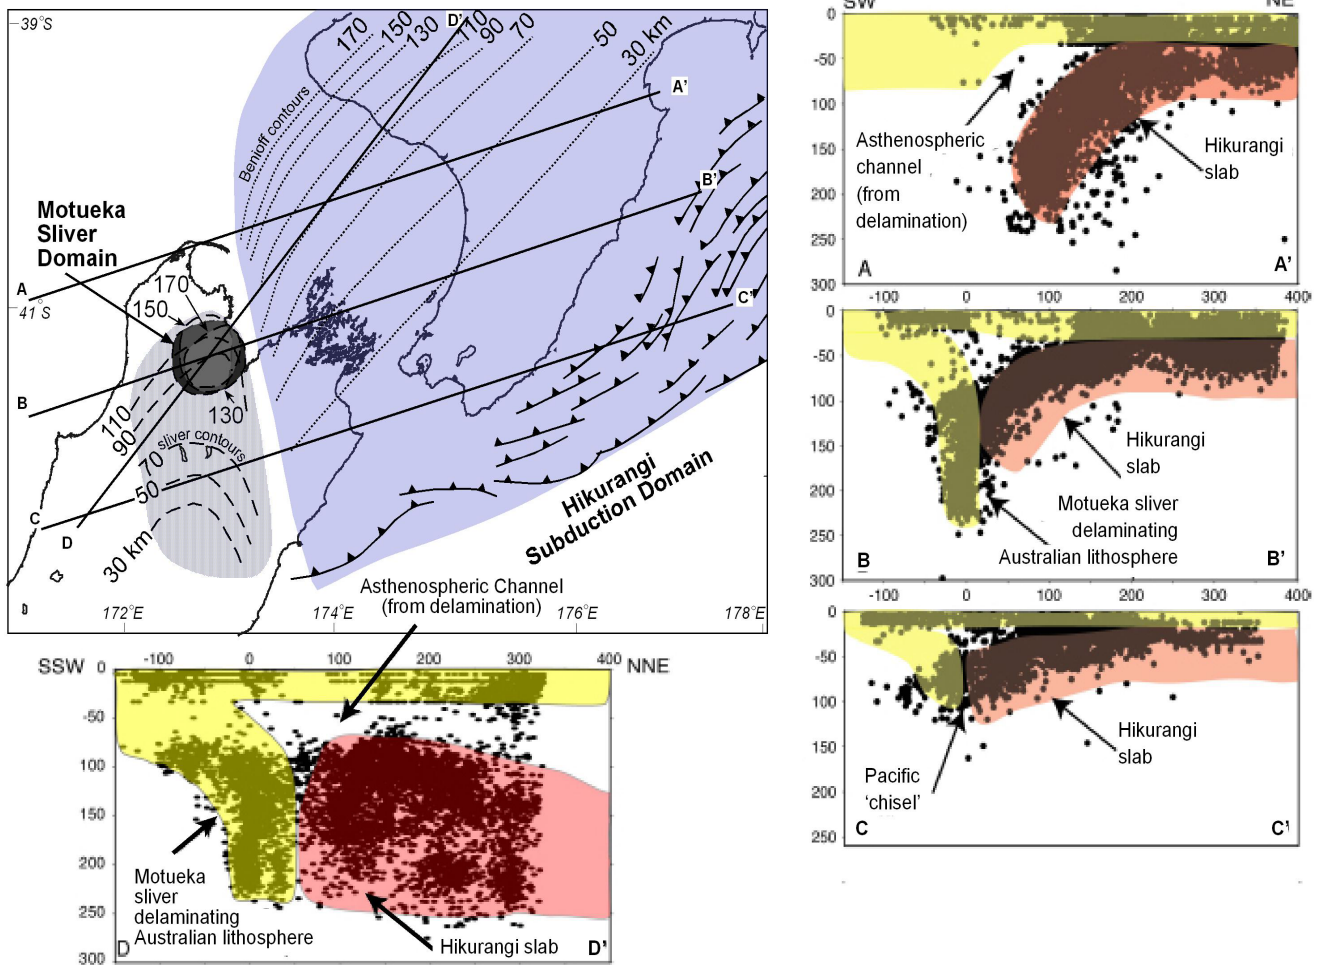 39°S
170
150
130
D'
110
90
70
50
30 km
Benioff contours
A'
B'
C'
Motueka
Sliver
Domain
A
41°S
170
150
B
110
90
130
sliver contours
70
50
C
D
30 km
Hikurangi
Subduction Domain
172°E
174°E
176°E
178°E
Asthenospheric Channel
(from delamination)
SSW
-100
0
100
200
300
400
NNE
0
-50
100
150
200
250
300
Motueka
sliver
delaminating
Australian lithosphere
Hikurangi slab
D
D'
SW
NE
0
-50
100
150
200
250
300
Asthenospheric
channel
(from
delamination)
Hikurangi
slab
A
A'
-100
0
100
200
300
400
0
-50
100
150
200
250
300
Hikurangi
slab
Motueka sliver
delaminating
Australian lithosphere
B
B'
-100
0
100
200
300
400
0
-50
100
150
200
250
Pacific
'chisel'
Hikurangi
slab
C
C'